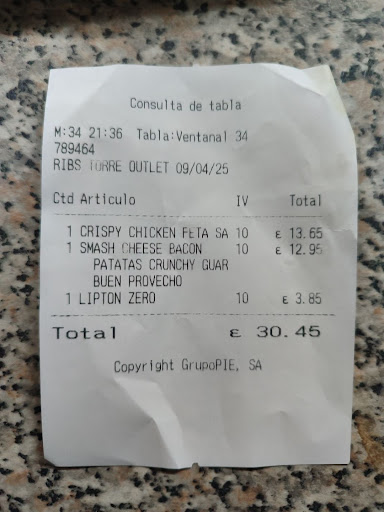 Consulta de tabla
M:34 21:36 Tabla:Ventanal 34
789464
RIBS TORRE OUTLET 09/04/25
Ctd Articulo IV Total
1 CRISPY CHICKEN FETA SA 10 £ 13.65
1 SMASH CHEESE BACON 10 £ 12.95
PATATAS CRUNCHY GUAR
BUEN PROVECHO
1 LIPTON ZERO 10 £ 3.85
Total £ 30.45
Copyright GrupoPIE, SA